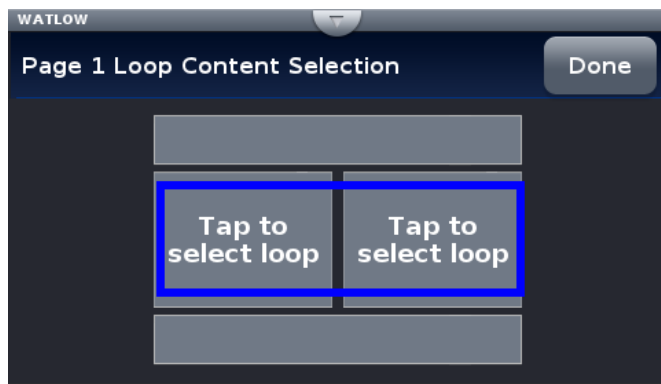 WATLOW
Page 1 Loop Content Selection
Done
Tap to
select loop
Tap to
select loop